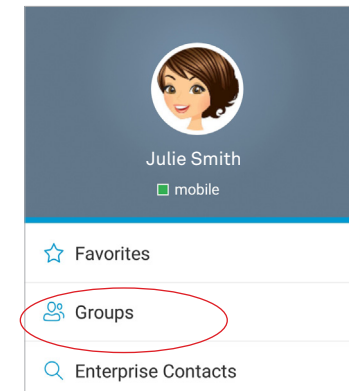 Julie Smith
mobile
Favorites
Groups
Enterprise Contacts